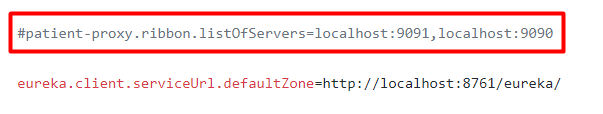 #patient-proxy.ribbon.listOfServers=localhost:9091,localhost:9090
eureka.client.serviceUrl.defaultZone=http://localhost:8761/eureka/